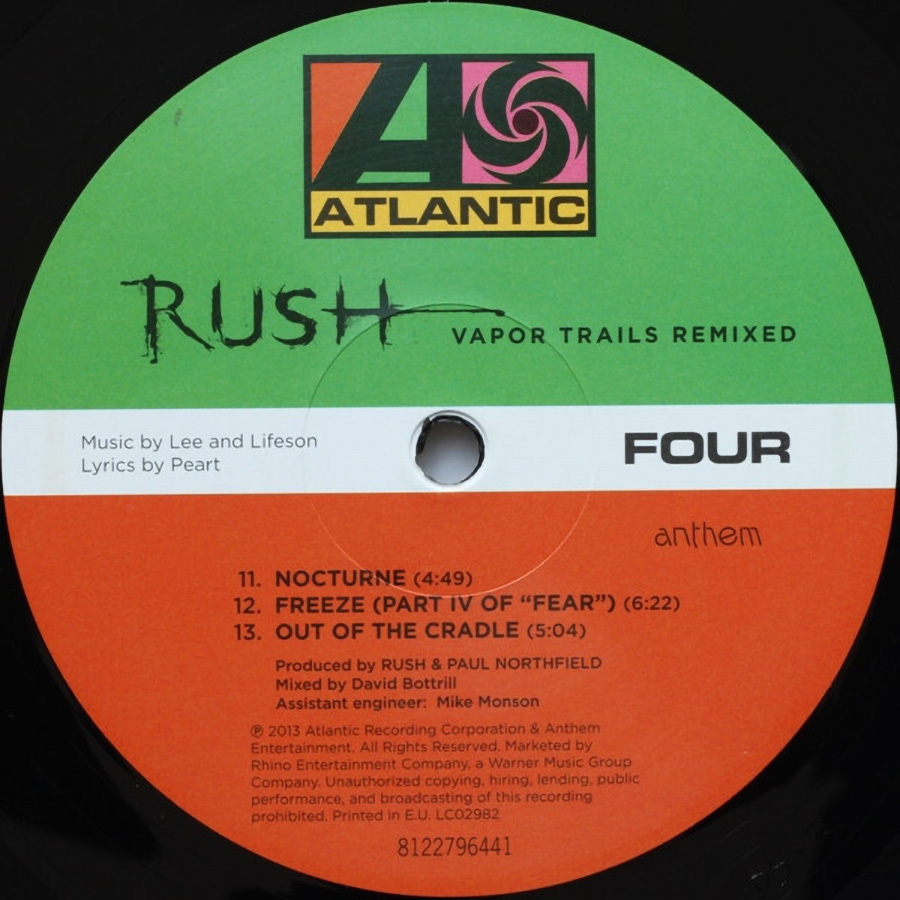 ATLANTIC
RUSH
VAPOR TRAILS REMIXED
Music by Lee and Lifeson
Lyrics by Peart
FOUR
anthem
11. NOCTURNE (4:49)
12. FREEZE (PART IV OF “FEAR”) (6:22)
13. OUT OF THE CRADLE (5:04)
Produced by RUSH & PAUL NORTHFIELD
Mixed by David Bottrill
Assistant engineer: Mike Monson
℗ 2013 Atlantic Recording Corporation & Anthem
Entertainment. All Rights Reserved. Marketed by
Rhino Entertainment Company, a Warner Music Group
Company. Unauthorized copying, hiring, lending, public
performance, and broadcasting of this recording
prohibited. Printed in E.U. LC02982
8122796441